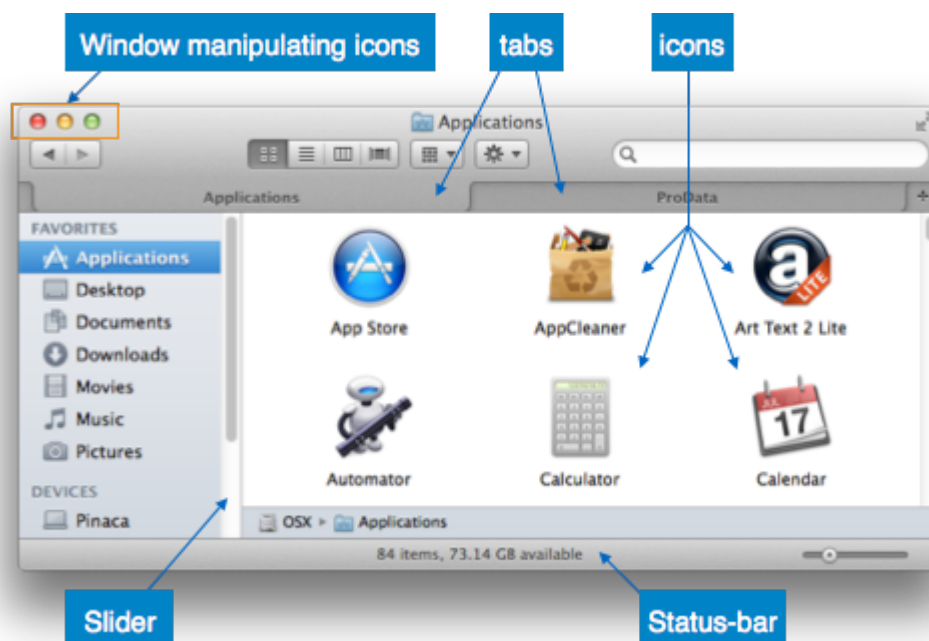 Window manipulating icons
tabs
icons
Applications
Applications
ProData
FAVORITES
Applications
Desktop
Documents
Downloads
Movies
Music
Pictures
DEVICES
Pinaca
App Store
AppCleaner
a
LITE
Art Text 2 Lite
Automator
Calculator
JUL
17
Calendar
OSX ▸ Applications
84 items, 73.14 GB available
Slider
Status-bar